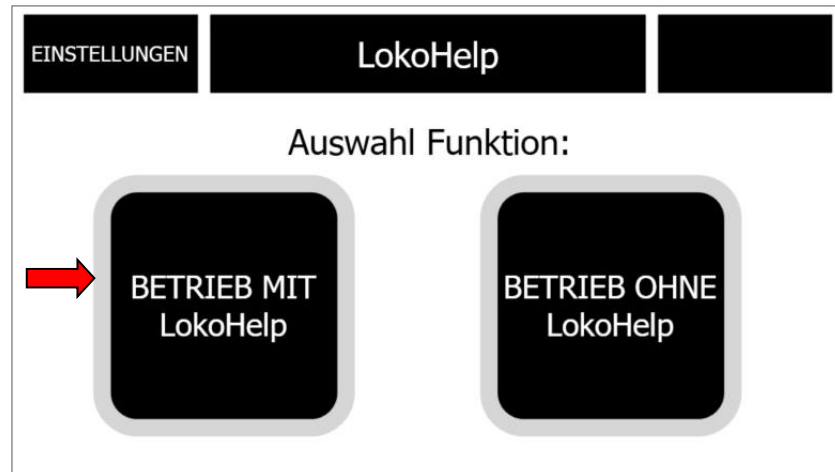 EINSTELLUNGEN
LokoHelp
Auswahl Funktion:
BETRIEB MIT
LokoHelp
BETRIEB OHNE
LokoHelp